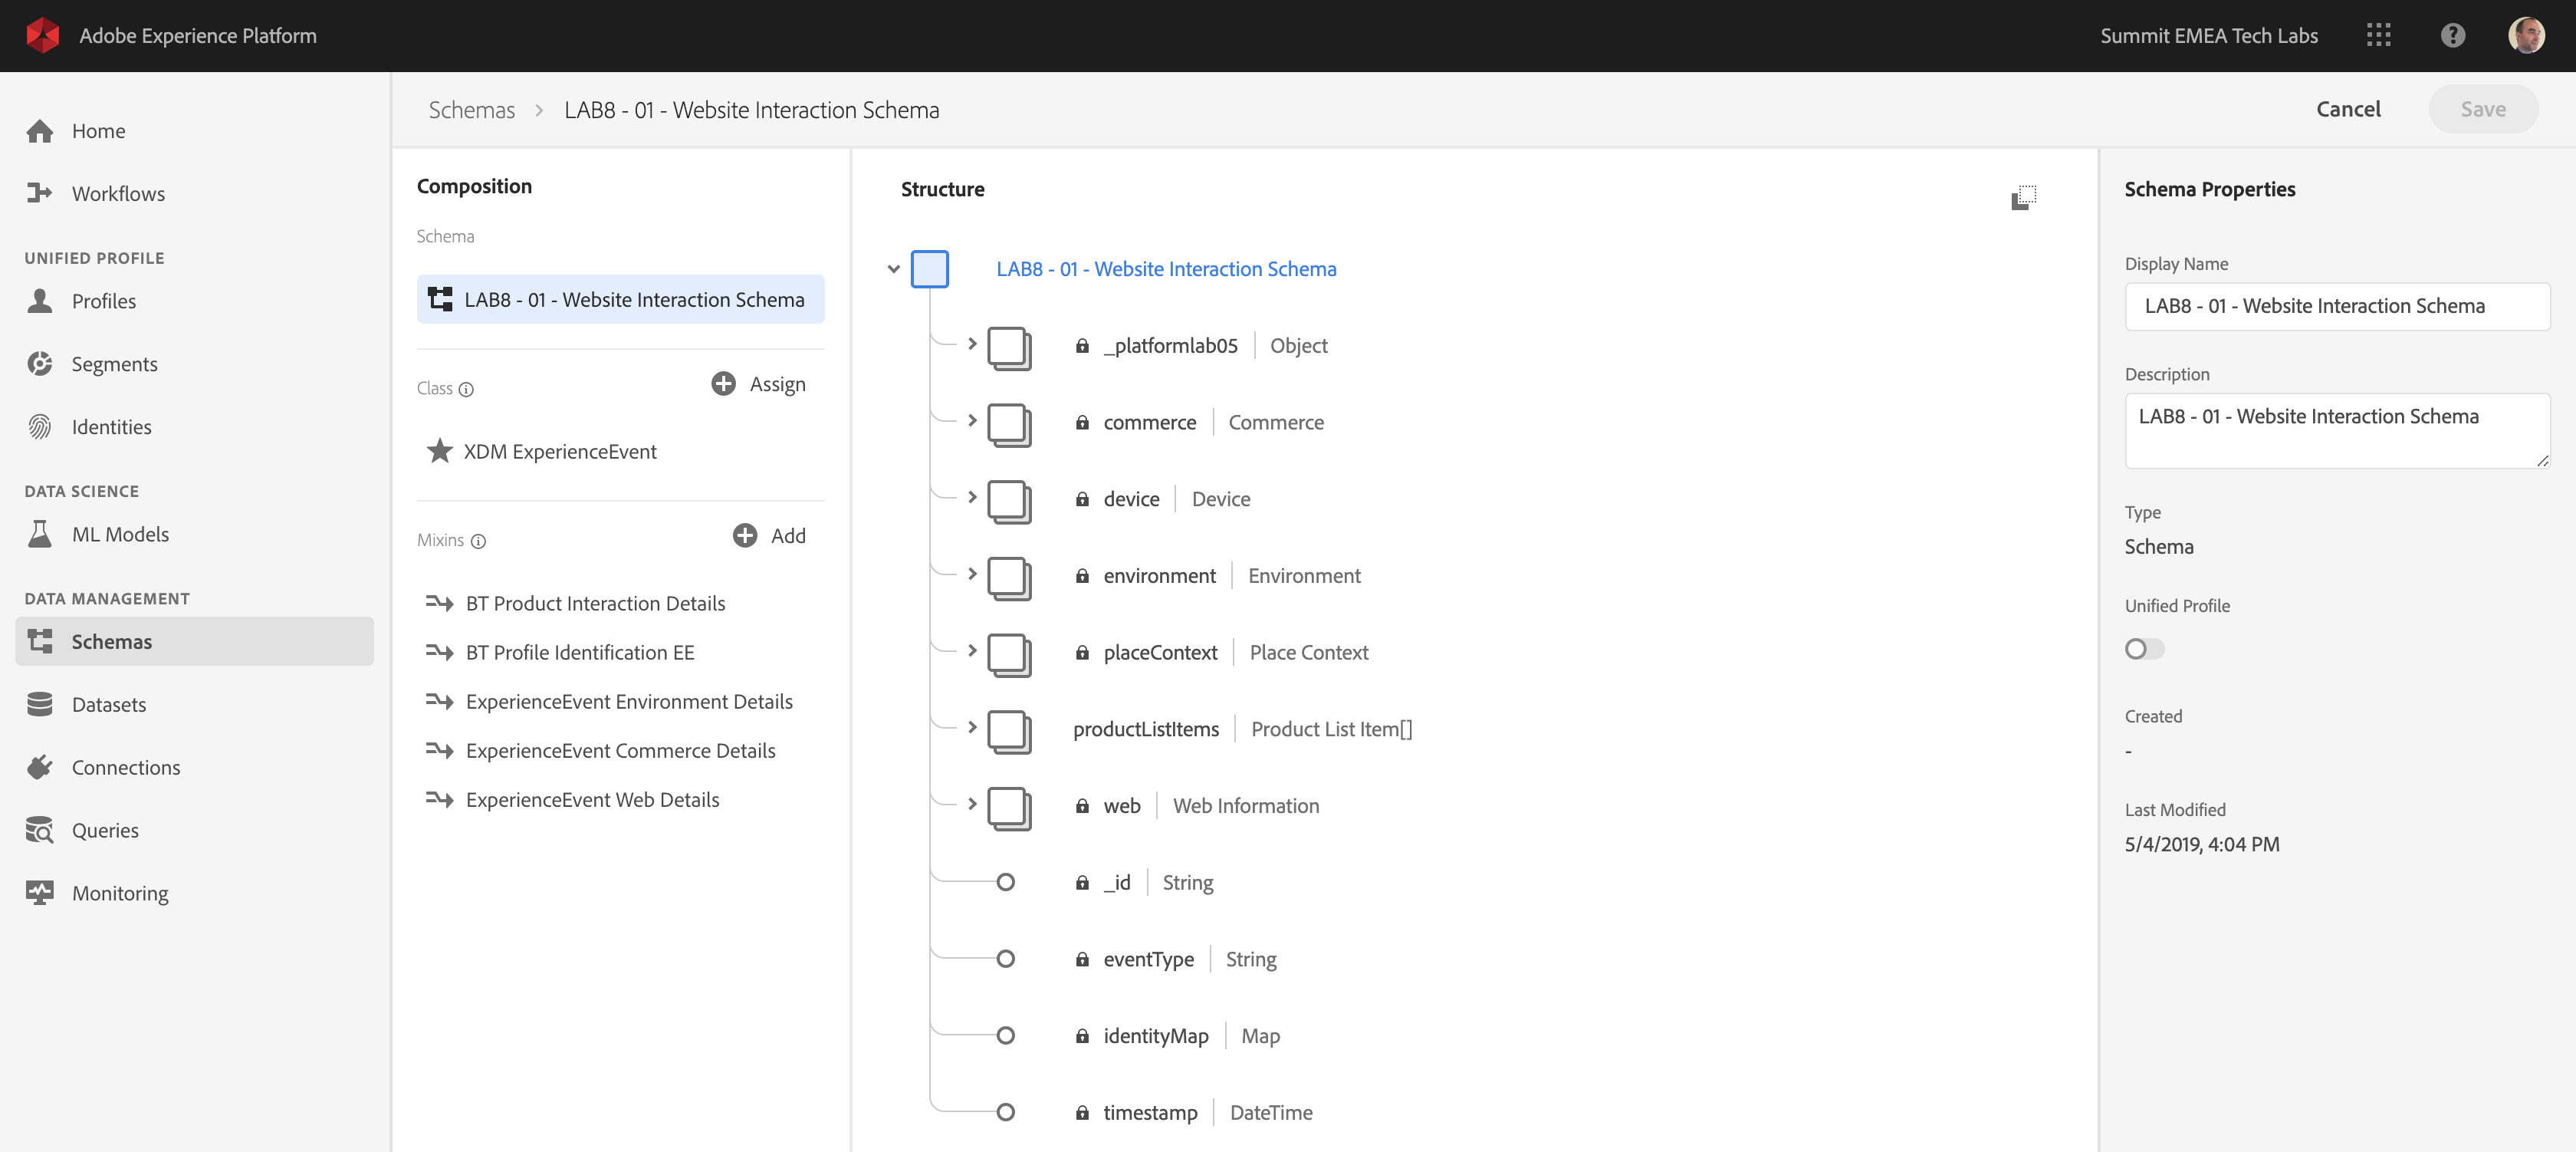 Adobe Experience Platform
Summit EMEA Tech Labs
?
Home
Workflows
UNIFIED PROFILE
Profiles
Segments
Identities
DATA SCIENCE
ML Models
DATA MANAGEMENT
Schemas
Datasets
Connections
Queries
Monitoring
Schemas > LAB8 - 01 - Website Interaction Schema
Cancel
Save
Composition
Schema
LAB8 - 01 - Website Interaction Schema
Class
Assign
XDM ExperienceEvent
Mixins
Add
BT Product Interaction Details
BT Profile Identification EE
ExperienceEvent Environment Details
ExperienceEvent Commerce Details
ExperienceEvent Web Details
Structure
LAB8 - 01 - Website Interaction Schema
_platformlab05 | Object
commerce | Commerce
device | Device
environment | Environment
placeContext | Place Context
productListItems | Product List Item[]
web | Web Information
_id | String
eventType | String
identityMap | Map
timestamp | DateTime
Schema Properties
Display Name
LAB8 - 01 - Website Interaction Schema
Description
LAB8 - 01 - Website Interaction Schema
Type
Schema
Unified Profile
Created
-
Last Modified
5/4/2019, 4:04 PM